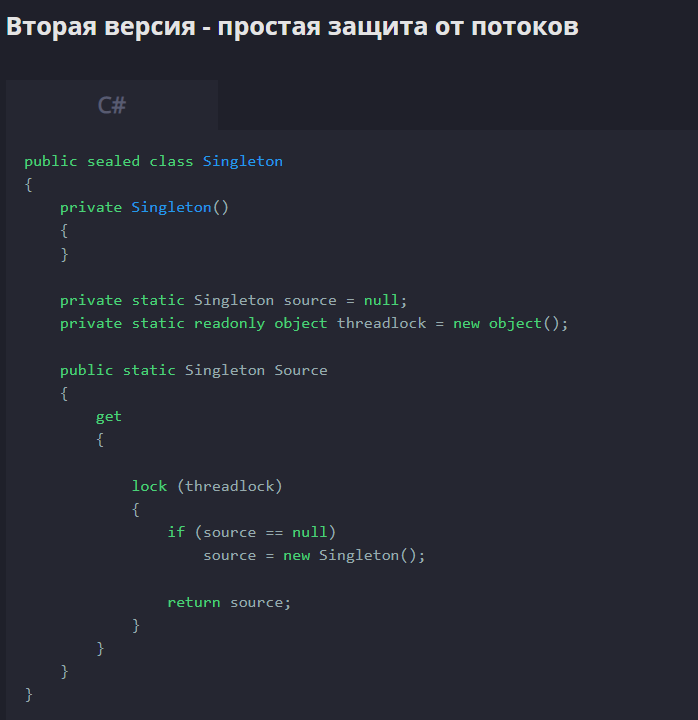 Вторая версия - простая защита от потоков
C#
public sealed class Singleton
{
    private Singleton()
    {
    }
    private static Singleton source = null;
    private static readonly object threadlock = new object();
    public static Singleton Source
    {
        get
        {
            lock (threadlock)
            {
                if (source == null)
                    source = new Singleton();
                return source;
            }
        }
    }
}